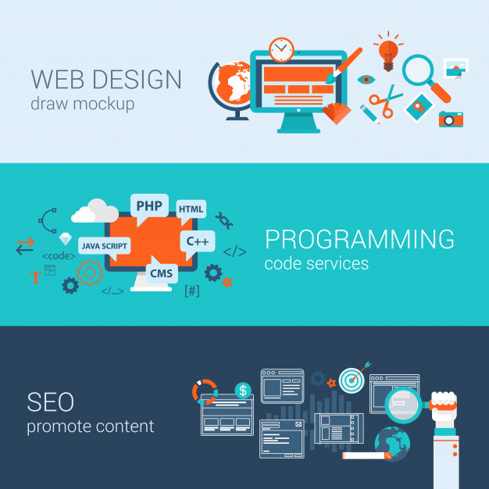 WEB DESIGN
draw mockup
PHP
HTML
JAVA SCRIPT
C++
<code>
</>
T
CMS
</...>
[#]
PROGRAMMING
code services
$
SEO
promote content